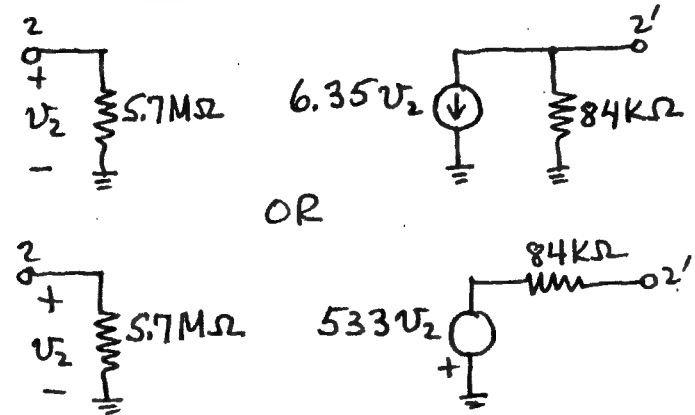 2 2'
+
v₂ 5.7MΩ 6.35v₂ 84KΩ
−
OR
2 84KΩ 2'
+
v₂ 5.7MΩ 533v₂
− +